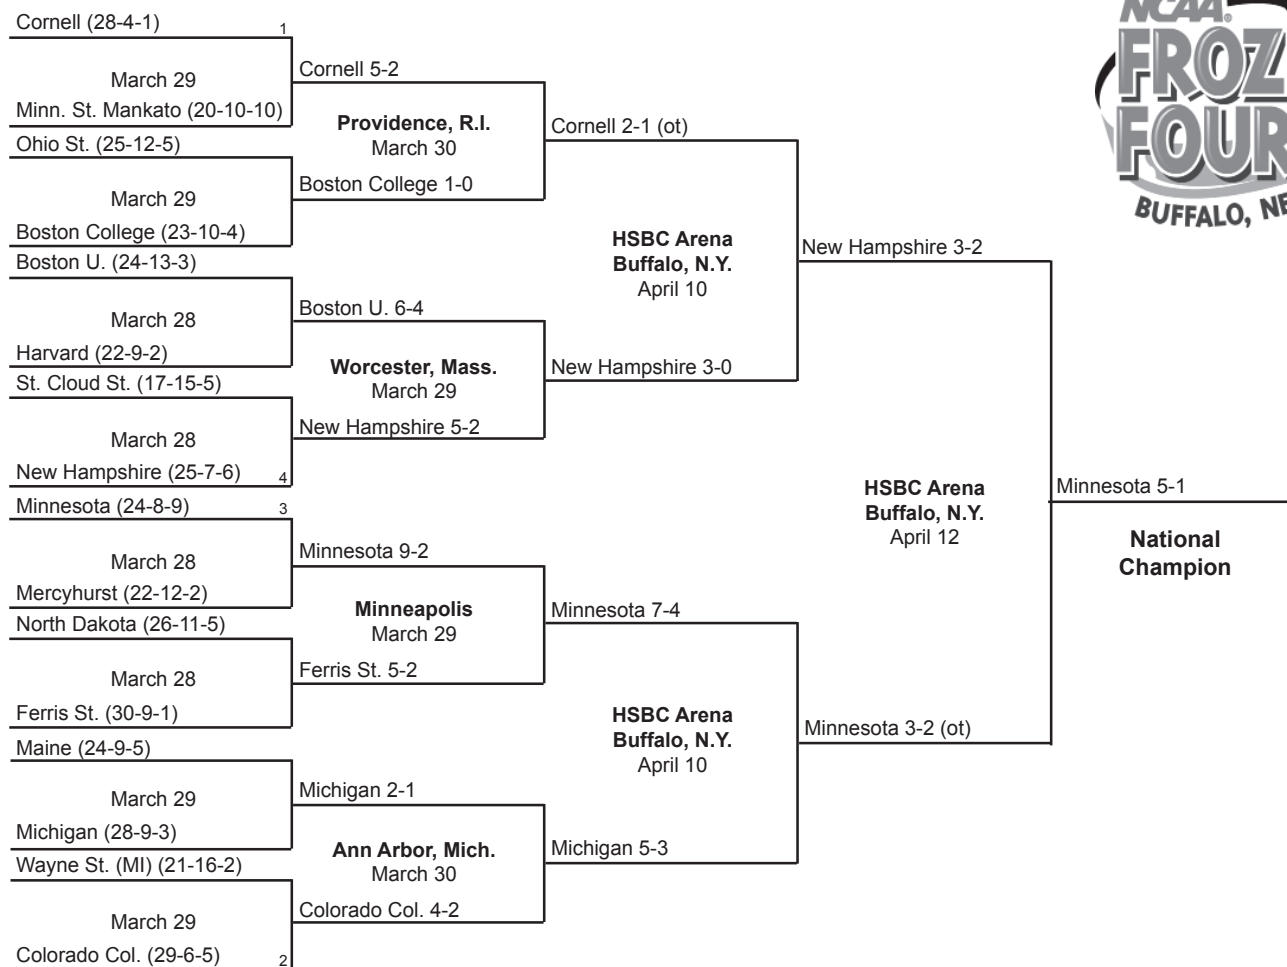 Cornell (28-4-1)
1
March 29
Minn. St. Mankato (20-10-10)
Ohio St. (25-12-5)
March 29
Boston College (23-10-4)
Boston U. (24-13-3)
March 28
Harvard (22-9-2)
St. Cloud St. (17-15-5)
March 28
New Hampshire (25-7-6)
4
Minnesota (24-8-9)
3
March 28
Mercyhurst (22-12-2)
North Dakota (26-11-5)
March 28
Ferris St. (30-9-1)
Maine (24-9-5)
March 29
Michigan (28-9-3)
Wayne St. (MI) (21-16-2)
March 29
Colorado Col. (29-6-5)
2
Cornell 5-2
Providence, R.I.
March 30
Boston College 1-0
Boston U. 6-4
Worcester, Mass.
March 29
New Hampshire 5-2
Minnesota 9-2
Minneapolis
March 29
Ferris St. 5-2
Michigan 2-1
Ann Arbor, Mich.
March 30
Colorado Col. 4-2
Cornell 2-1 (ot)
HSBC Arena
Buffalo, N.Y.
April 10
New Hampshire 3-0
Minnesota 7-4
HSBC Arena
Buffalo, N.Y.
April 10
Michigan 5-3
New Hampshire 3-2
HSBC Arena
Buffalo, N.Y.
April 12
Minnesota 3-2 (ot)
Minnesota 5-1
National
Champion
NCAA®
FROZ
FOUR
BUFFALO, NE